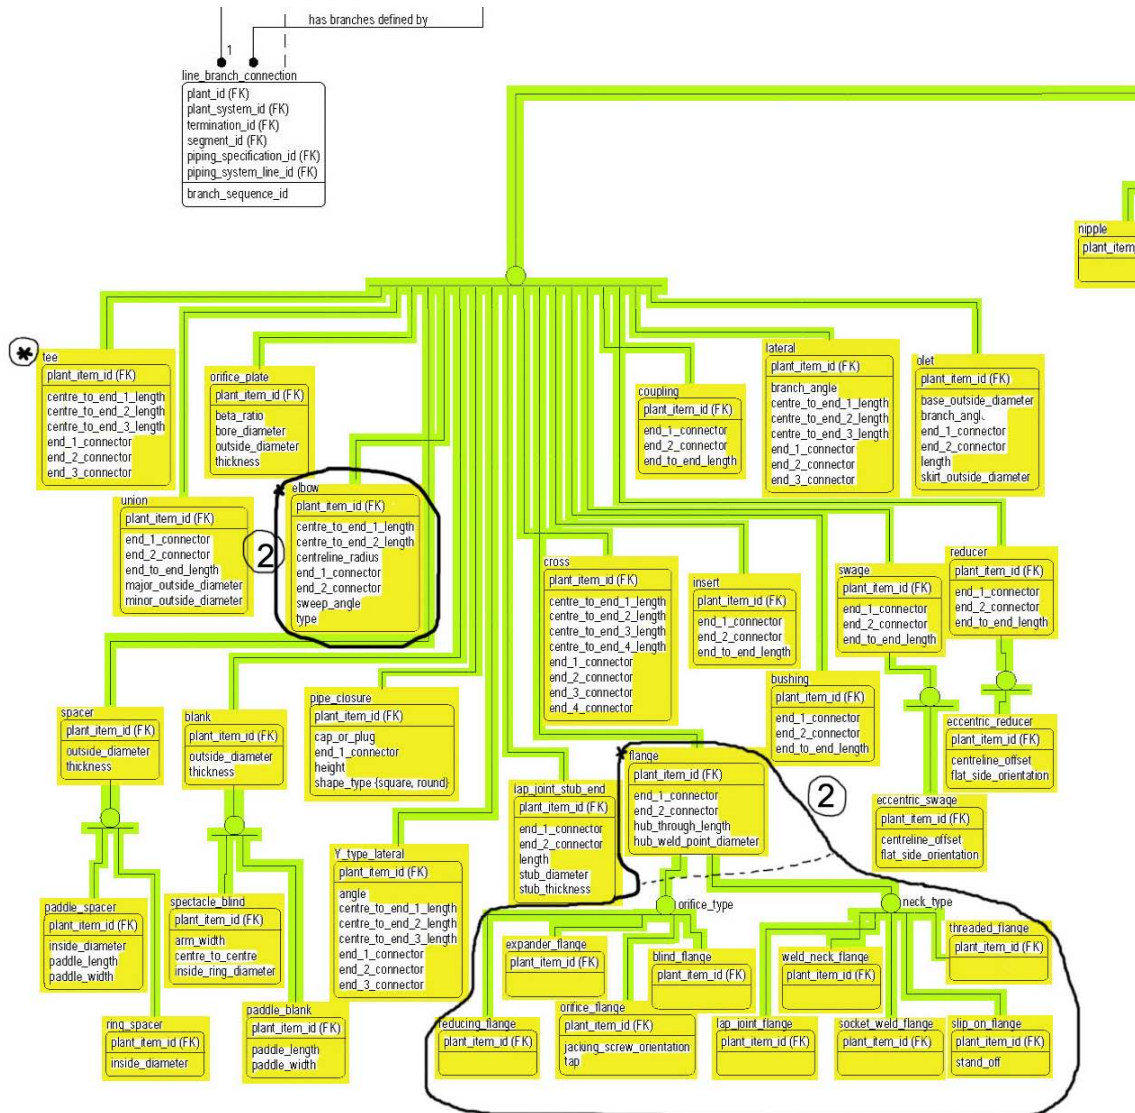 has branches defined by
1
line_branch_connection
plant_id (FK)
plant_system_id (FK)
termination_id (FK)
segment_id (FK)
piping_specification_id (FK)
piping_system_line_id (FK)
branch_sequence_id
nipple
plant_item
*
tee
plant_item_id (FK)
centre_to_end_1_length
centre_to_end_2_length
centre_to_end_3_length
end_1_connector
end_2_connector
end_3_connector
orifice_plate
plant_item_id (FK)
beta_ratio
bore_diameter
outside_diameter
thickness
coupling
plant_item_id (FK)
end_1_connector
end_2_connector
end_to_end_length
lateral
plant_item_id (FK)
branch_angle
centre_to_end_1_length
centre_to_end_2_length
centre_to_end_3_length
end_1_connector
end_2_connector
end_3_connector
olet
plant_item_id (FK)
base_outside_diameter
branch_angle
end_1_connector
end_2_connector
length
skirt_outside_diameter
union
plant_item_id (FK)
end_1_connector
end_2_connector
end_to_end_length
major_outside_diameter
minor_outside_diameter
2
*
elbow
plant_item_id (FK)
centre_to_end_1_length
centre_to_end_2_length
centreline_radius
end_1_connector
end_2_connector
sweep_angle
type
cross
plant_item_id (FK)
centre_to_end_1_length
centre_to_end_2_length
centre_to_end_3_length
centre_to_end_4_length
end_1_connector
end_2_connector
end_3_connector
end_4_connector
insert
plant_item_id (FK)
end_1_connector
end_2_connector
end_to_end_length
swage
plant_item_id (FK)
end_1_connector
end_2_connector
end_to_end_length
reducer
plant_item_id (FK)
end_1_connector
end_2_connector
end_to_end_length
bushing
plant_item_id (FK)
end_1_connector
end_2_connector
end_to_end_length
spacer
plant_item_id (FK)
outside_diameter
thickness
blank
plant_item_id (FK)
outside_diameter
thickness
pipe_closure
plant_item_id (FK)
cap_or_plug
end_1_connector
height
shape_type {square, round}
lap_joint_stub_end
plant_item_id (FK)
end_1_connector
end_2_connector
length
stub_diameter
stub_thickness
*
flange
plant_item_id (FK)
end_1_connector
end_2_connector
hub_through_length
hub_weld_point_diameter
2
eccentric_reducer
plant_item_id (FK)
centreline_offset
flat_side_orientation
eccentric_swage
plant_item_id (FK)
centreline_offset
flat_side_orientation
Y_type_lateral
plant_item_id (FK)
angle
centre_to_end_1_length
centre_to_end_2_length
centre_to_end_3_length
end_1_connector
end_2_connector
end_3_connector
paddle_spacer
plant_item_id (FK)
inside_diameter
paddle_length
paddle_width
spectacle_blind
plant_item_id (FK)
arm_width
centre_to_centre
inside_ring_diameter
orifice_type
neck_type
expander_flange
plant_item_id (FK)
blind_flange
plant_item_id (FK)
weld_neck_flange
plant_item_id (FK)
threaded_flange
plant_item_id (FK)
ring_spacer
plant_item_id (FK)
inside_diameter
paddle_blank
plant_item_id (FK)
paddle_length
paddle_width
reducing_flange
plant_item_id (FK)
orifice_flange
plant_item_id (FK)
jacking_screw_orientation
tap
lap_joint_flange
plant_item_id (FK)
socket_weld_flange
plant_item_id (FK)
slip_on_flange
plant_item_id (FK)
stand_off